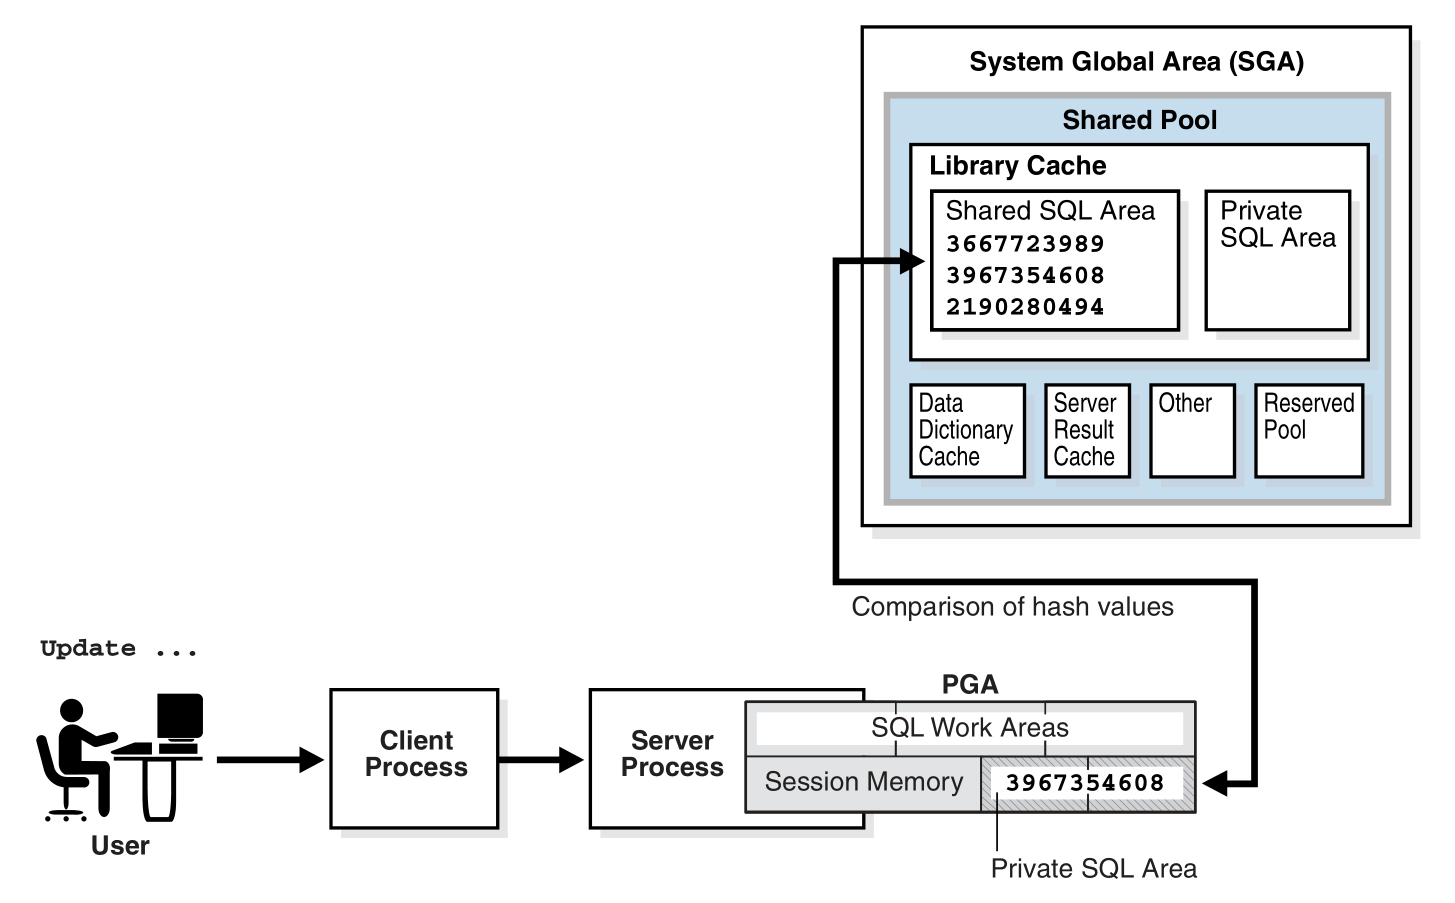 System Global Area (SGA)
Shared Pool
Library Cache
Shared SQL Area
3667723989
3967354608
2190280494
Private
SQL Area
Data
Dictionary
Cache
Server
Result
Cache
Other
Reserved
Pool
Comparison of hash values
Update ...
User
Client
Process
Server
Process
PGA
SQL Work Areas
Session Memory
3967354608
Private SQL Area